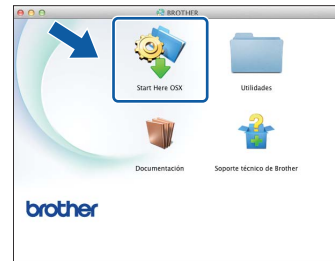 BROTHER
Start Here OSX
Utilidades
Documentación
Soporte técnico de Brother
brother